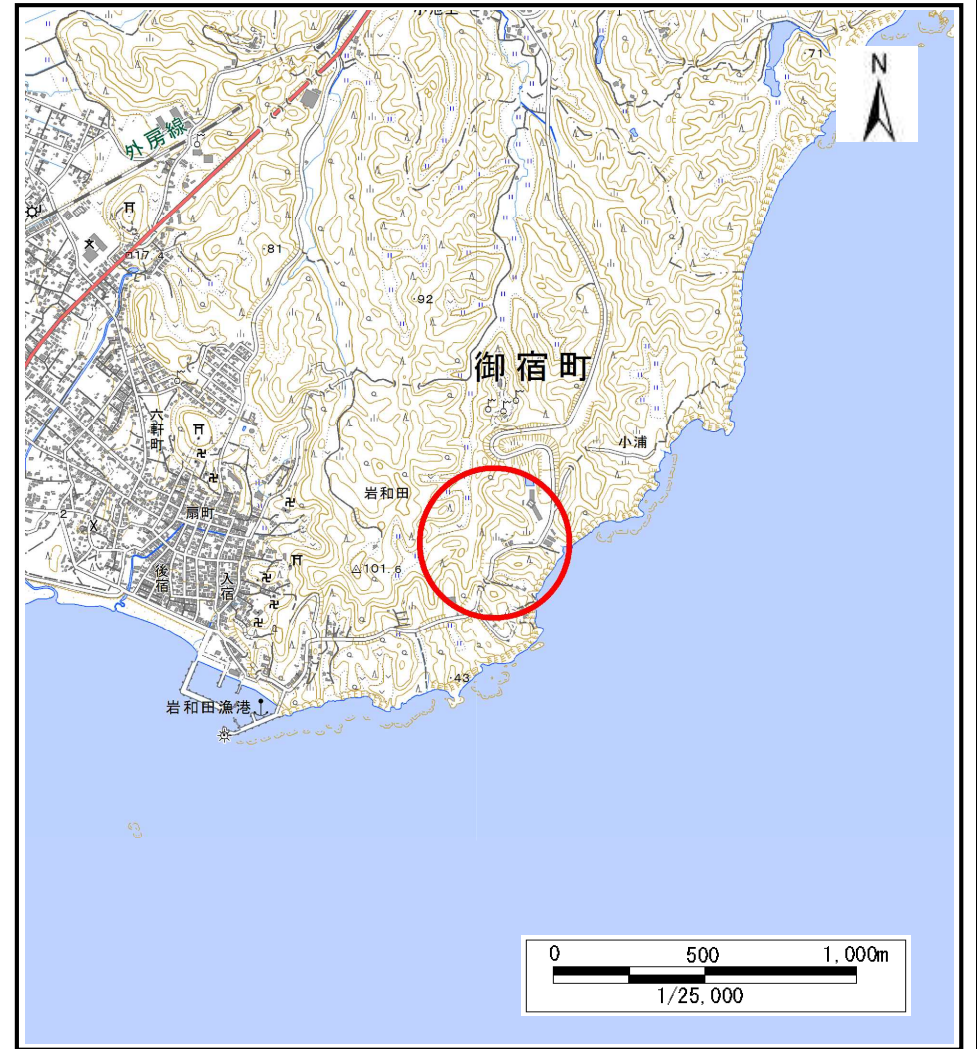 71
N
外房線
・81
17.4
・92
御宿町
六軒町
小浦
岩和田
扇町
2
後宿
入宿
101.6
・43
岩和田漁港
0 500 1,000m
1/25,000